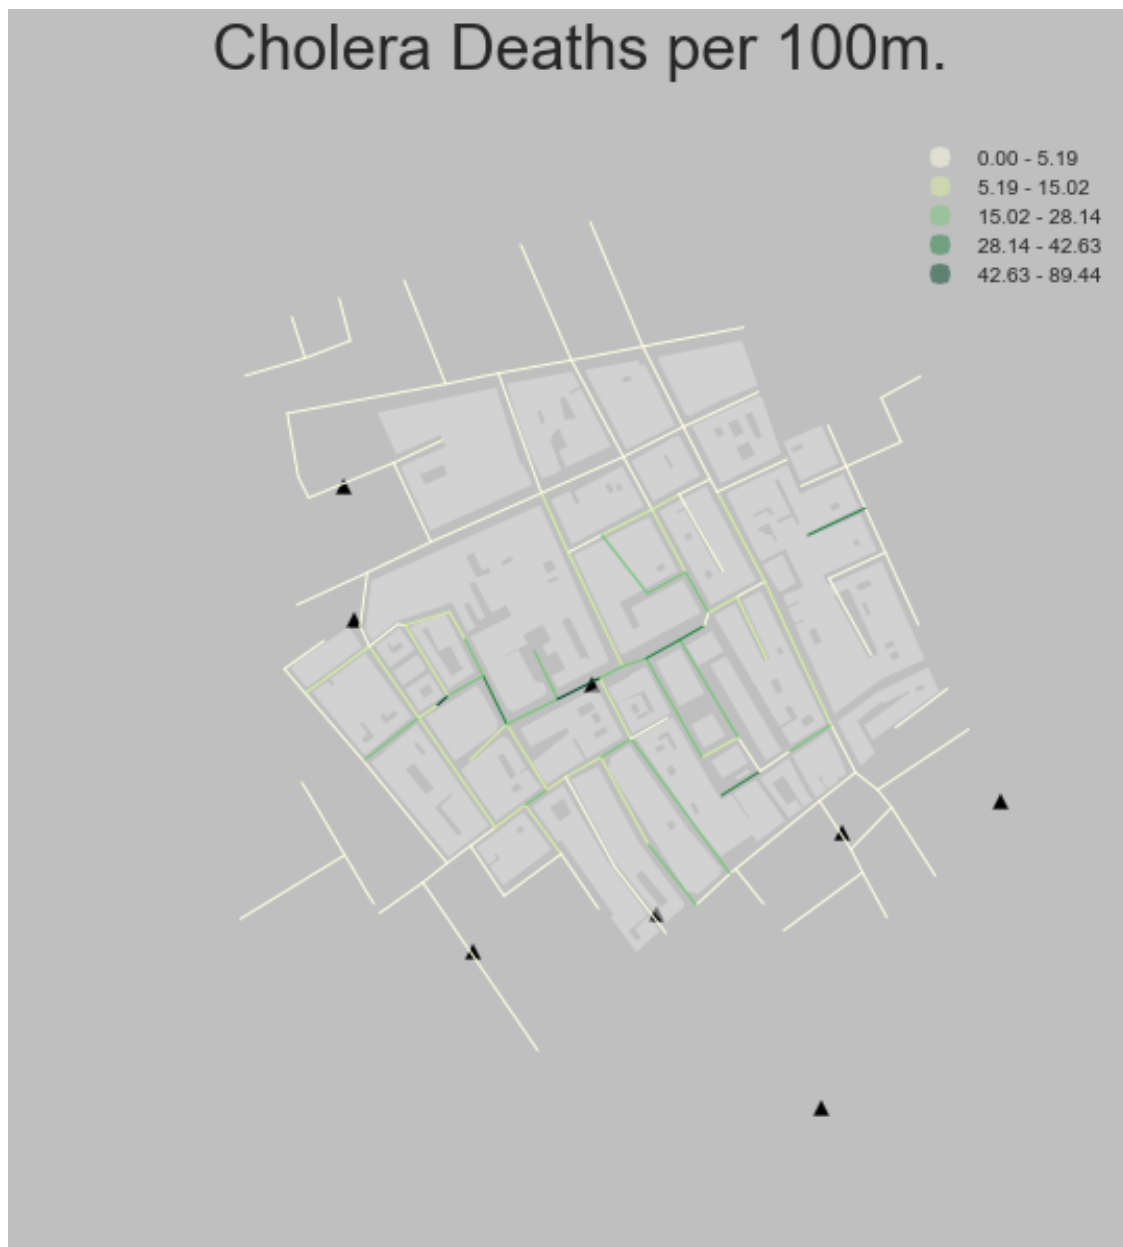 Cholera Deaths per 100m.
0.00 - 5.19
5.19 - 15.02
15.02 - 28.14
28.14 - 42.63
42.63 - 89.44